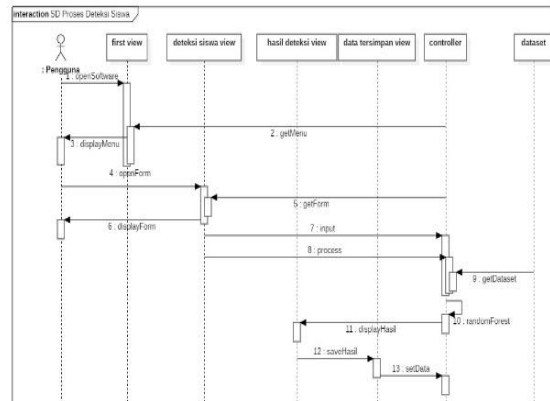 interaction SD Proses Deteksi Siswa
first view
deteksi siswa view
hasil deteksi view
data tersimpan view
controller
dataset
: Pengguna
1 : openSoftware
2 : getMenu
3 : displayMenu
4 : openForm
5 : getForm
6 : displayForm
7 : input
8 : process
9 : getDataset
10 : randomForest
11 : displayHasil
12 : saveHasil
13 : setData